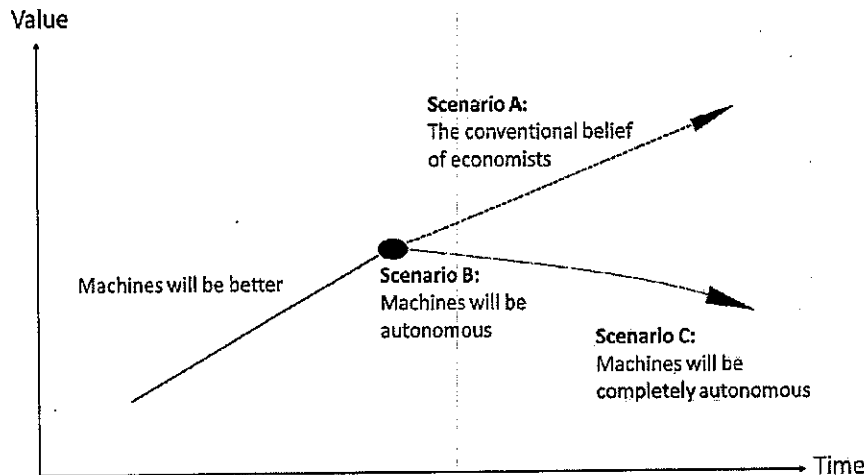 Value
Scenario A:
The conventional belief
of economists
Machines will be better
Scenario B:
Machines will be
autonomous
Scenario C:
Machines will be
completely autonomous
Time